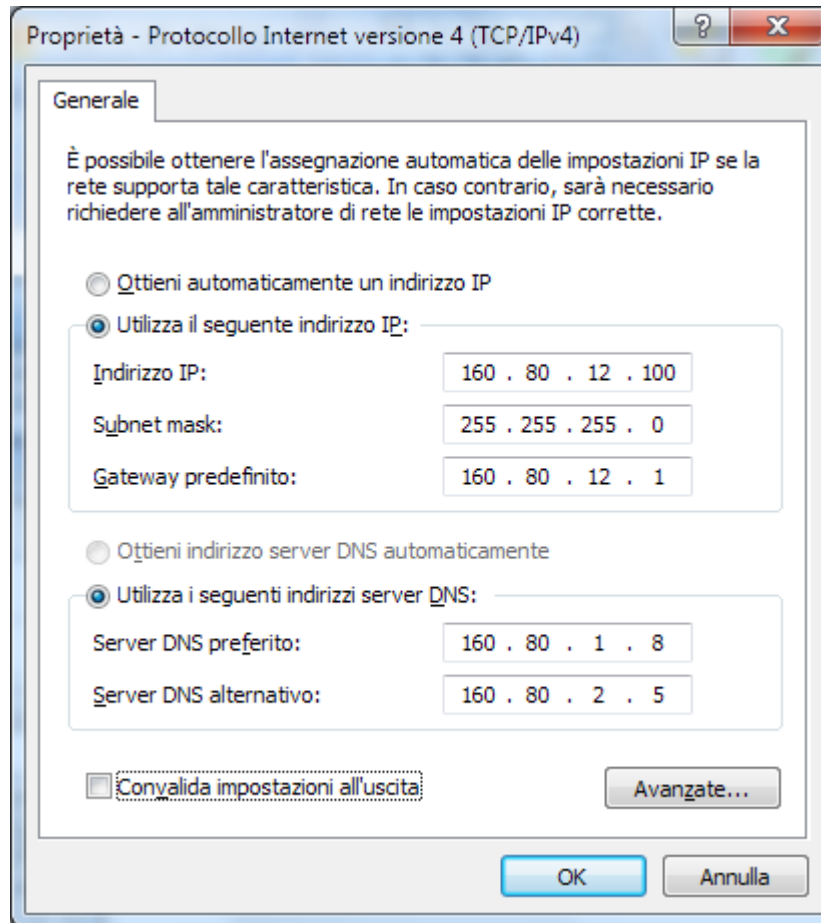 Proprietà - Protocollo Internet versione 4 (TCP/IPv4)
Generale
È possibile ottenere l'assegnazione automatica delle impostazioni IP se la
rete supporta tale caratteristica. In caso contrario, sarà necessario
richiedere all'amministratore di rete le impostazioni IP corrette.
Ottieni automaticamente un indirizzo IP
Utilizza il seguente indirizzo IP:
Indirizzo IP: 160 . 80 . 12 . 100
Subnet mask: 255 . 255 . 255 . 0
Gateway predefinito: 160 . 80 . 12 . 1
Ottieni indirizzo server DNS automaticamente
Utilizza i seguenti indirizzi server DNS:
Server DNS preferito: 160 . 80 . 1 . 8
Server DNS alternativo: 160 . 80 . 2 . 5
Convalida impostazioni all'uscita
Avanzate...
OK Annulla